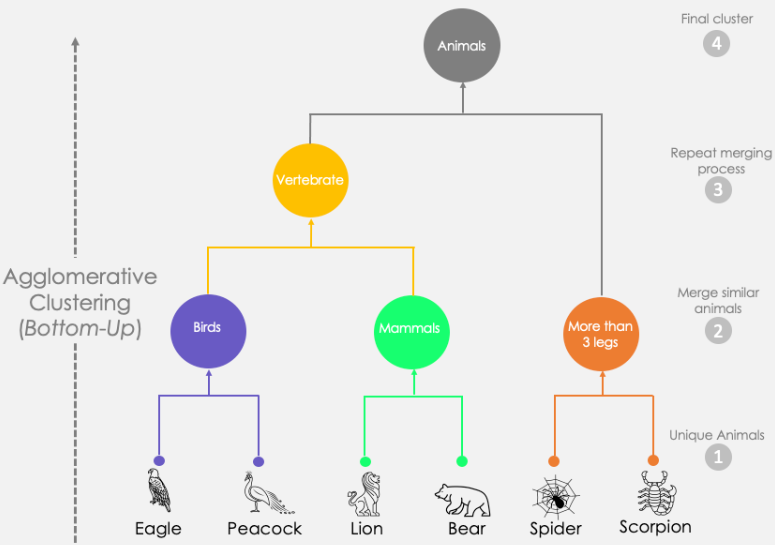 Final cluster
4
Animals
Repeat merging
process
3
Vertebrate
Agglomerative
Clustering
(Bottom-Up)
Merge similar
animals
2
Birds
Mammals
More than
3 legs
Unique Animals
1
Eagle
Peacock
Lion
Bear
Spider
Scorpion